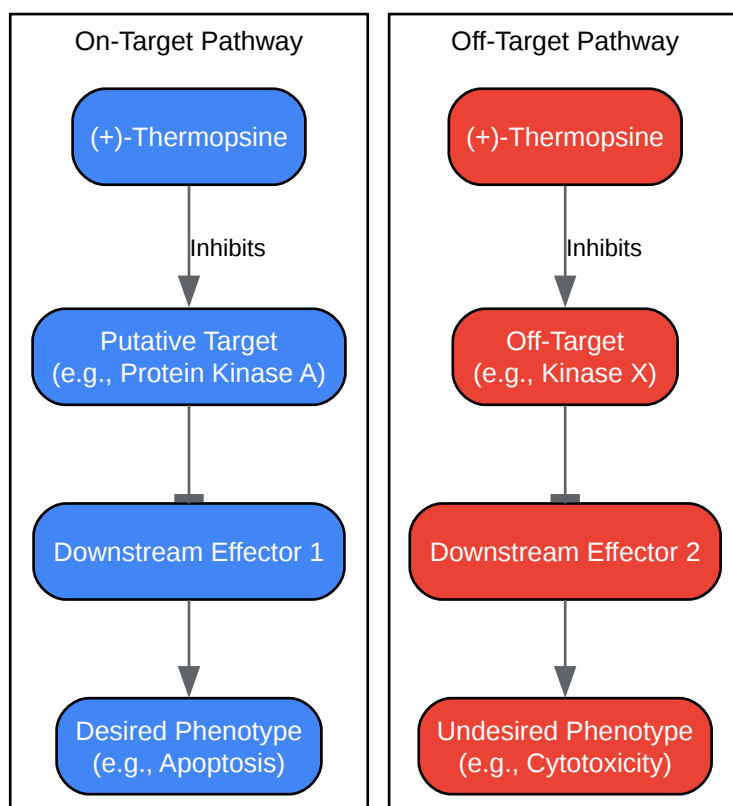 On-Target Pathway
(+)-Thermopsine
Inhibits
Putative Target
(e.g., Protein Kinase A)
Downstream Effector 1
Desired Phenotype
(e.g., Apoptosis)
Off-Target Pathway
(+)-Thermopsine
Inhibits
Off-Target
(e.g., Kinase X)
Downstream Effector 2
Undesired Phenotype
(e.g., Cytotoxicity)